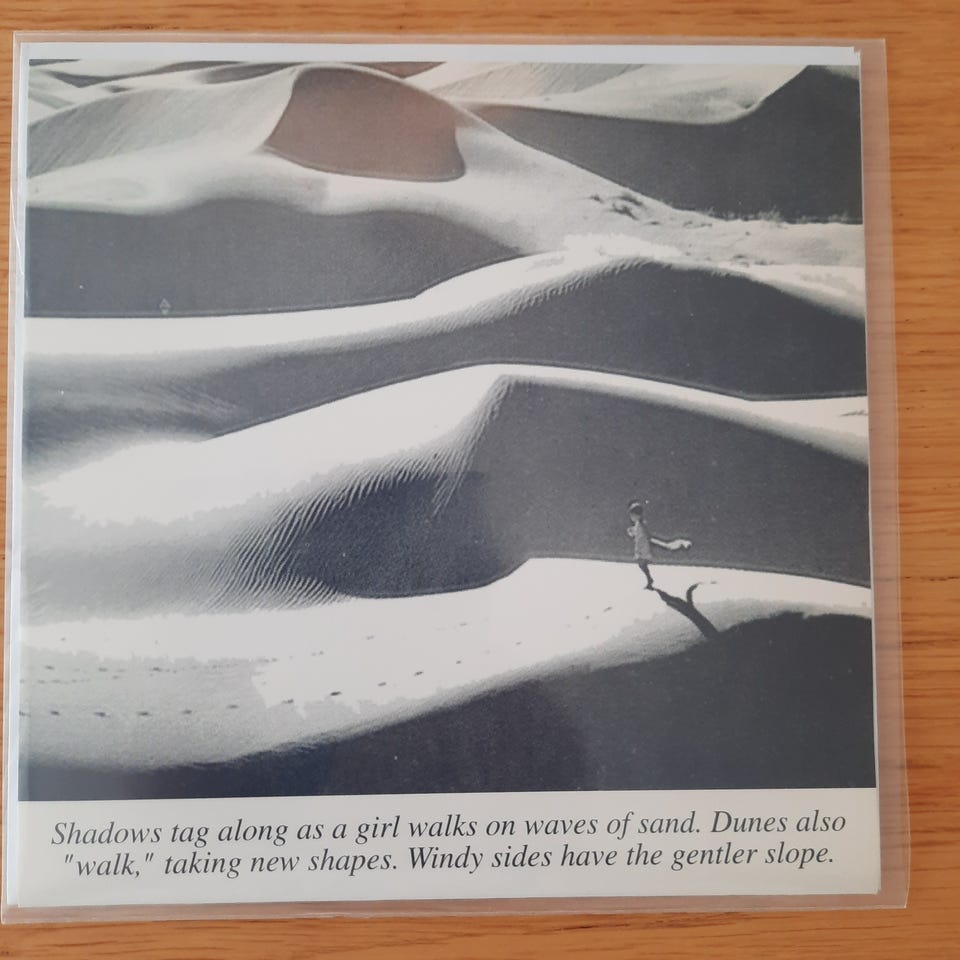 Shadows tag along as a girl walks on waves of sand. Dunes also
"walk," taking new shapes. Windy sides have the gentler slope.